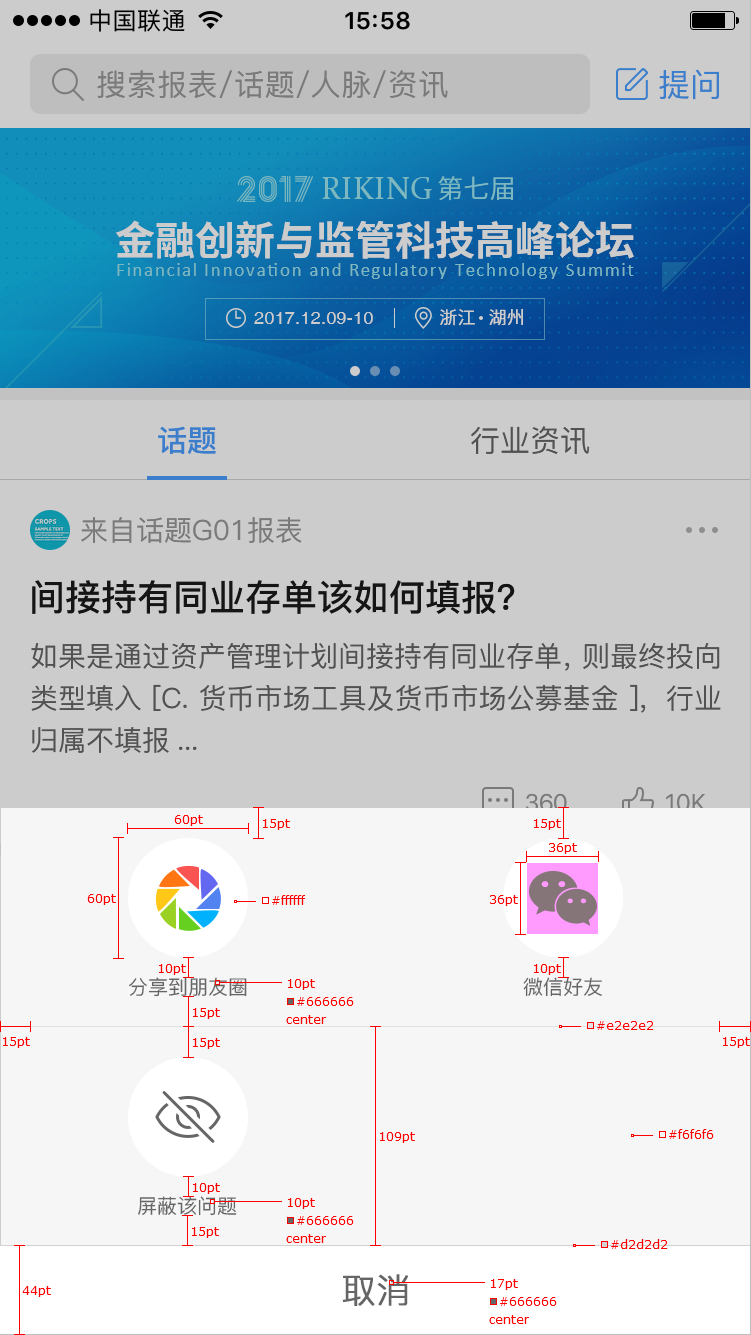 中国联通
15:58
搜索报表/话题/人脉/资讯
提问
2017 RIKING 第七届
金融创新与监管科技高峰论坛
Financial Innovation and Regulatory Technology Summit
2017.12.09-10 | 浙江·湖州
话题
行业资讯
CROPS
SAMPLE TEXT
来自话题G01报表
间接持有同业存单该如何填报?
如果是通过资产管理计划间接持有同业存单, 则最终投向
类型填入 [C. 货币市场工具及货币市场公募基金 ], 行业
归属不填报 ...
360
10K
60pt
15pt
15pt
36pt
60pt
#ffffff
36pt
10pt
10pt
分享到朋友圈
10pt
#666666
center
微信好友
15pt
15pt
15pt
#e2e2e2
15pt
109pt
#f6f6f6
10pt
屏蔽该问题
10pt
#666666
center
15pt
#d2d2d2
44pt
取消
17pt
#666666
center